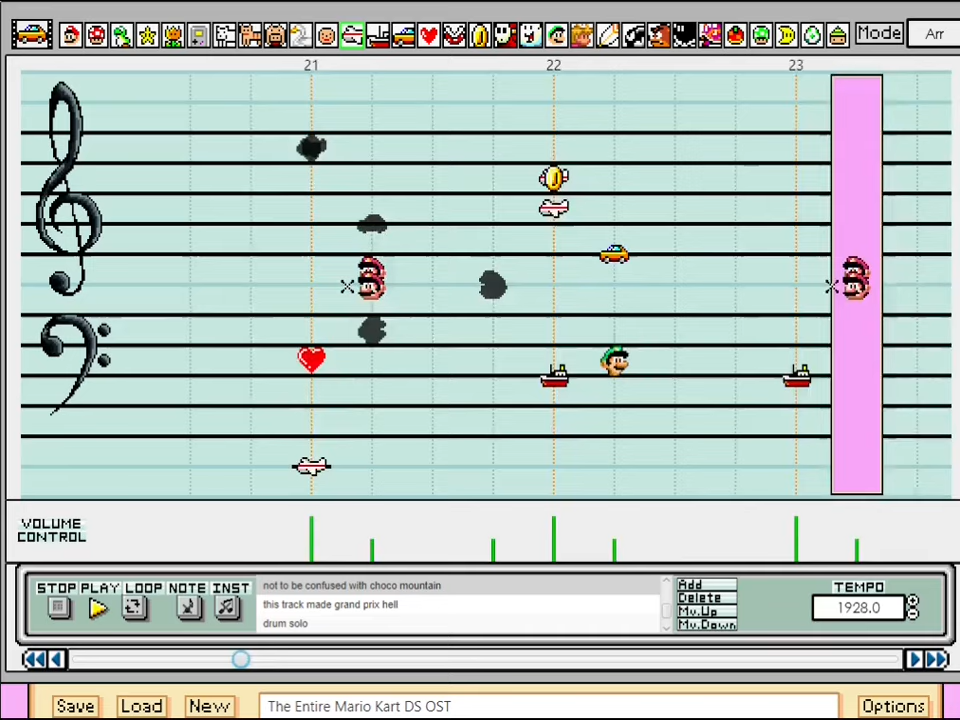 Mode Arr
21 22 23
VOLUME
CONTROL
STOP PLAY LOOP NOTE INST
not to be confused with choco mountain
this track made grand prix hell
drum solo
Add
Delete
Mv.Up
Mv.Down
TEMPO
1928.0
Save Load New The Entire Mario Kart DS OST Options